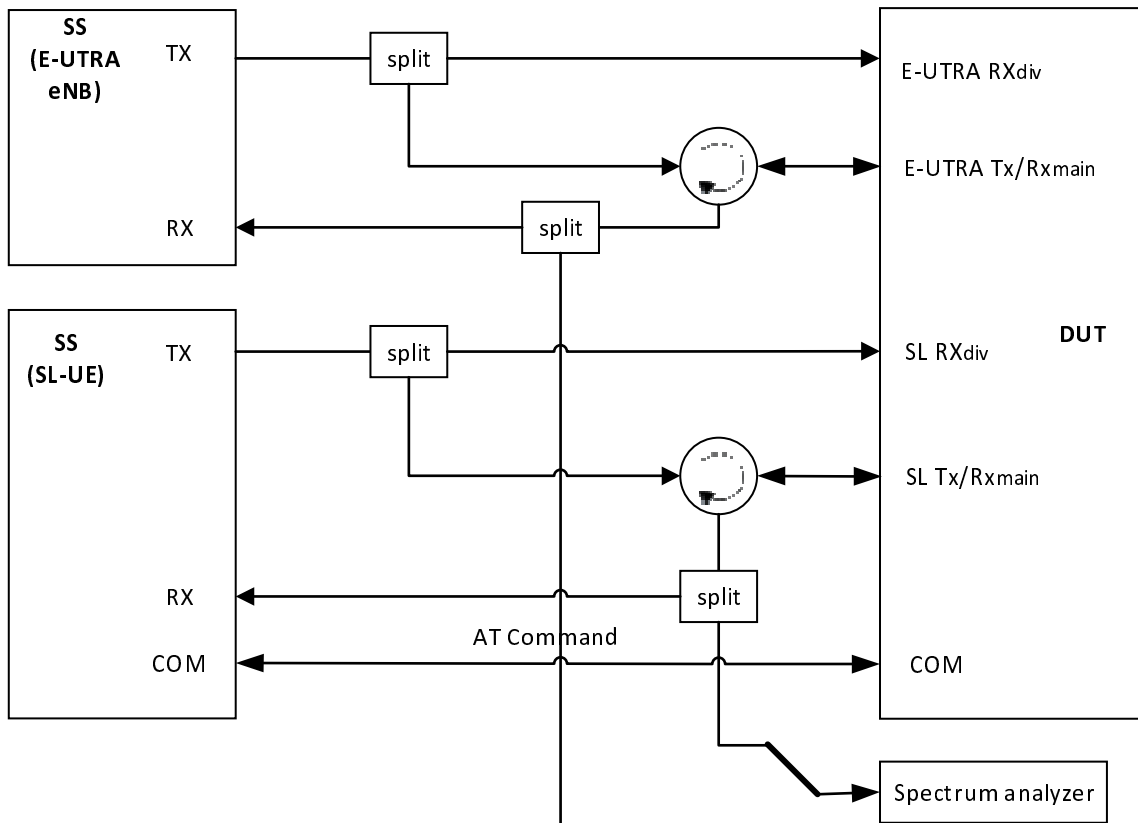 SS
(E-UTRA
eNB)
TX
split
E-UTRA RXdiv
E-UTRA Tx/Rxmain
RX
split
SS
(SL-UE)
TX
split
SL RXdiv
DUT
SL Tx/Rxmain
RX
split
AT Command
COM
COM
Spectrum analyzer